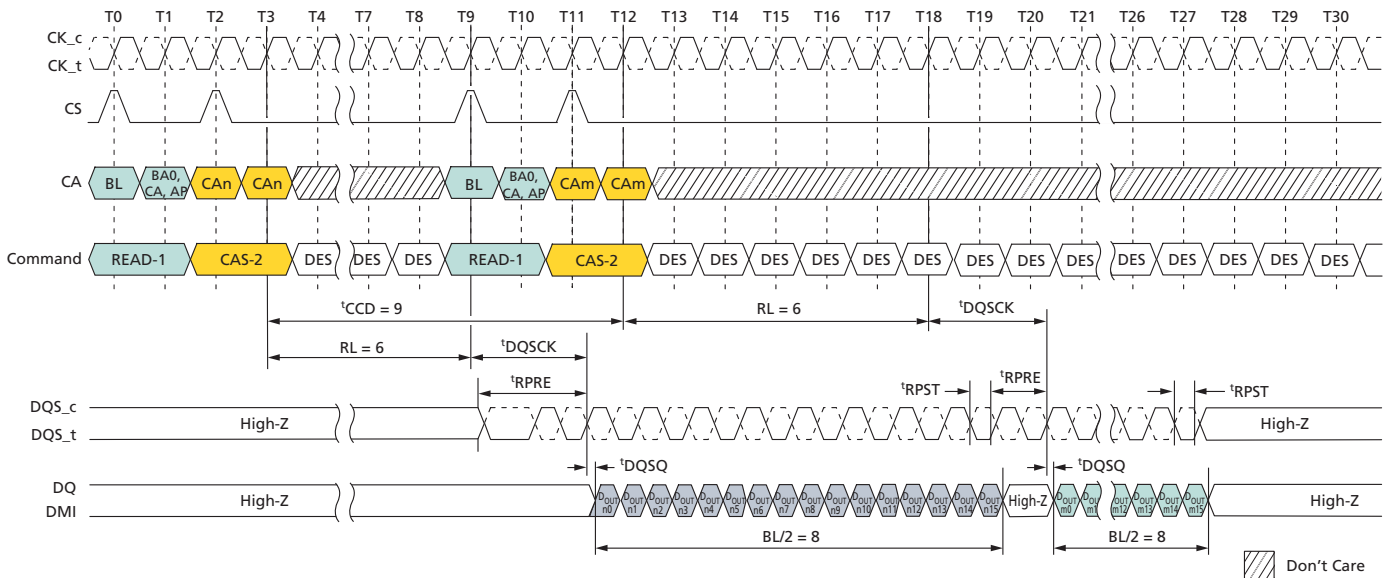 T0 T1 T2 T3 T4 T7 T8 T9 T10 T11 T12 T13 T14 T15 T16 T17 T18 T19 T20 T21 T26 T27 T28 T29 T30
CK_c
CK_t
CS
CA BL BA0, CA, AP CAn CAn BL BA0, CA, AP CAm CAm
Command READ-1 CAS-2 DES DES DES READ-1 CAS-2 DES DES DES DES DES DES DES DES DES DES DES DES DES DES
tCCD = 9 RL = 6 tDQSCK
RL = 6 tDQSCK
tRPRE tRPST tRPRE tRPST
DQS_c
DQS_t
High-Z High-Z
tDQSQ tDQSQ
DQ
DMI
High-Z DOUT n0 DOUT n1 DOUT n2 DOUT n3 DOUT n4 DOUT n5 DOUT n6 DOUT n7 DOUT n8 DOUT n9 DOUT n10 DOUT n11 DOUT n12 DOUT n13 DOUT n14 DOUT n15 High-Z DOUT m0 DOUT m1 DOUT m12 DOUT m13 DOUT m14 DOUT m15 High-Z
BL/2 = 8 BL/2 = 8
Don't Care